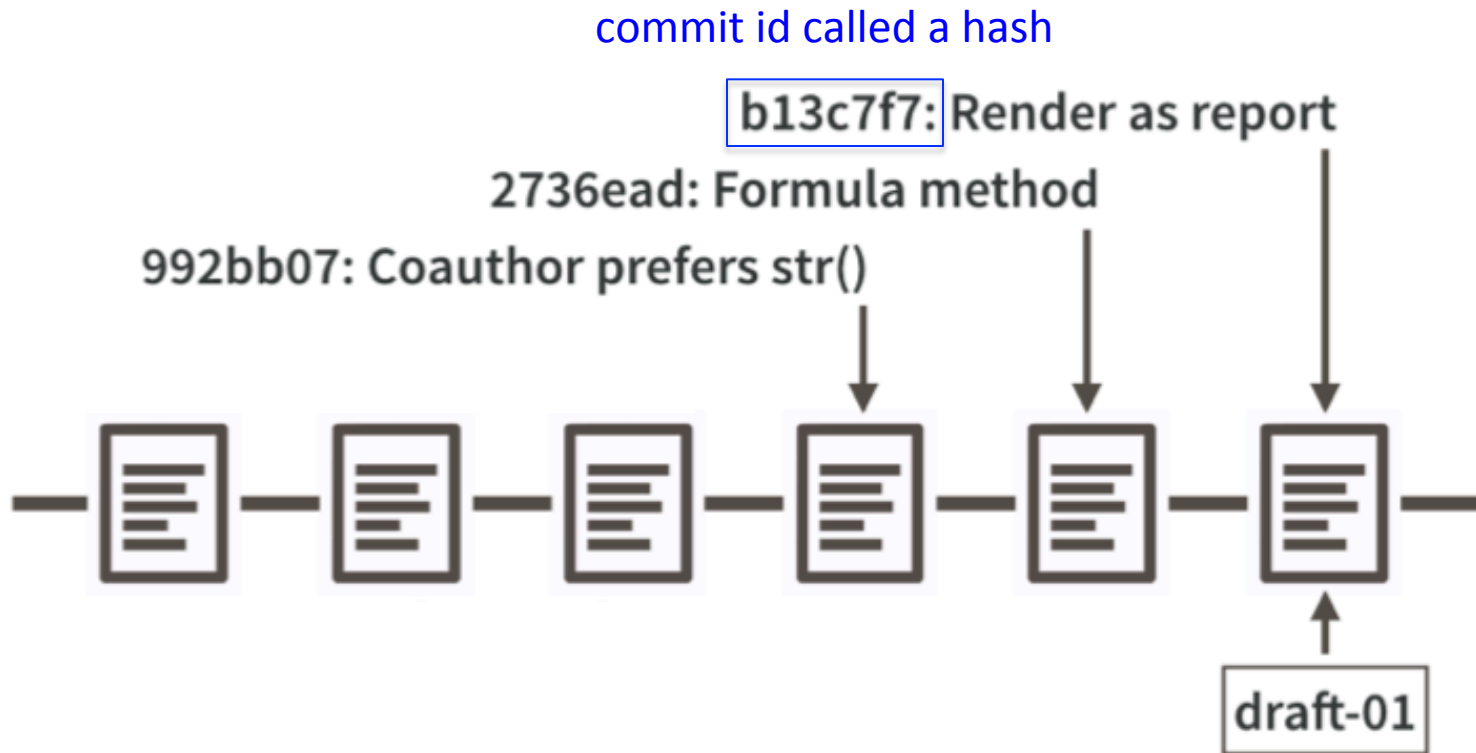 commit id called a hash
b13c7f7: Render as report
2736ead: Formula method
992bb07: Coauthor prefers str()
draft-01